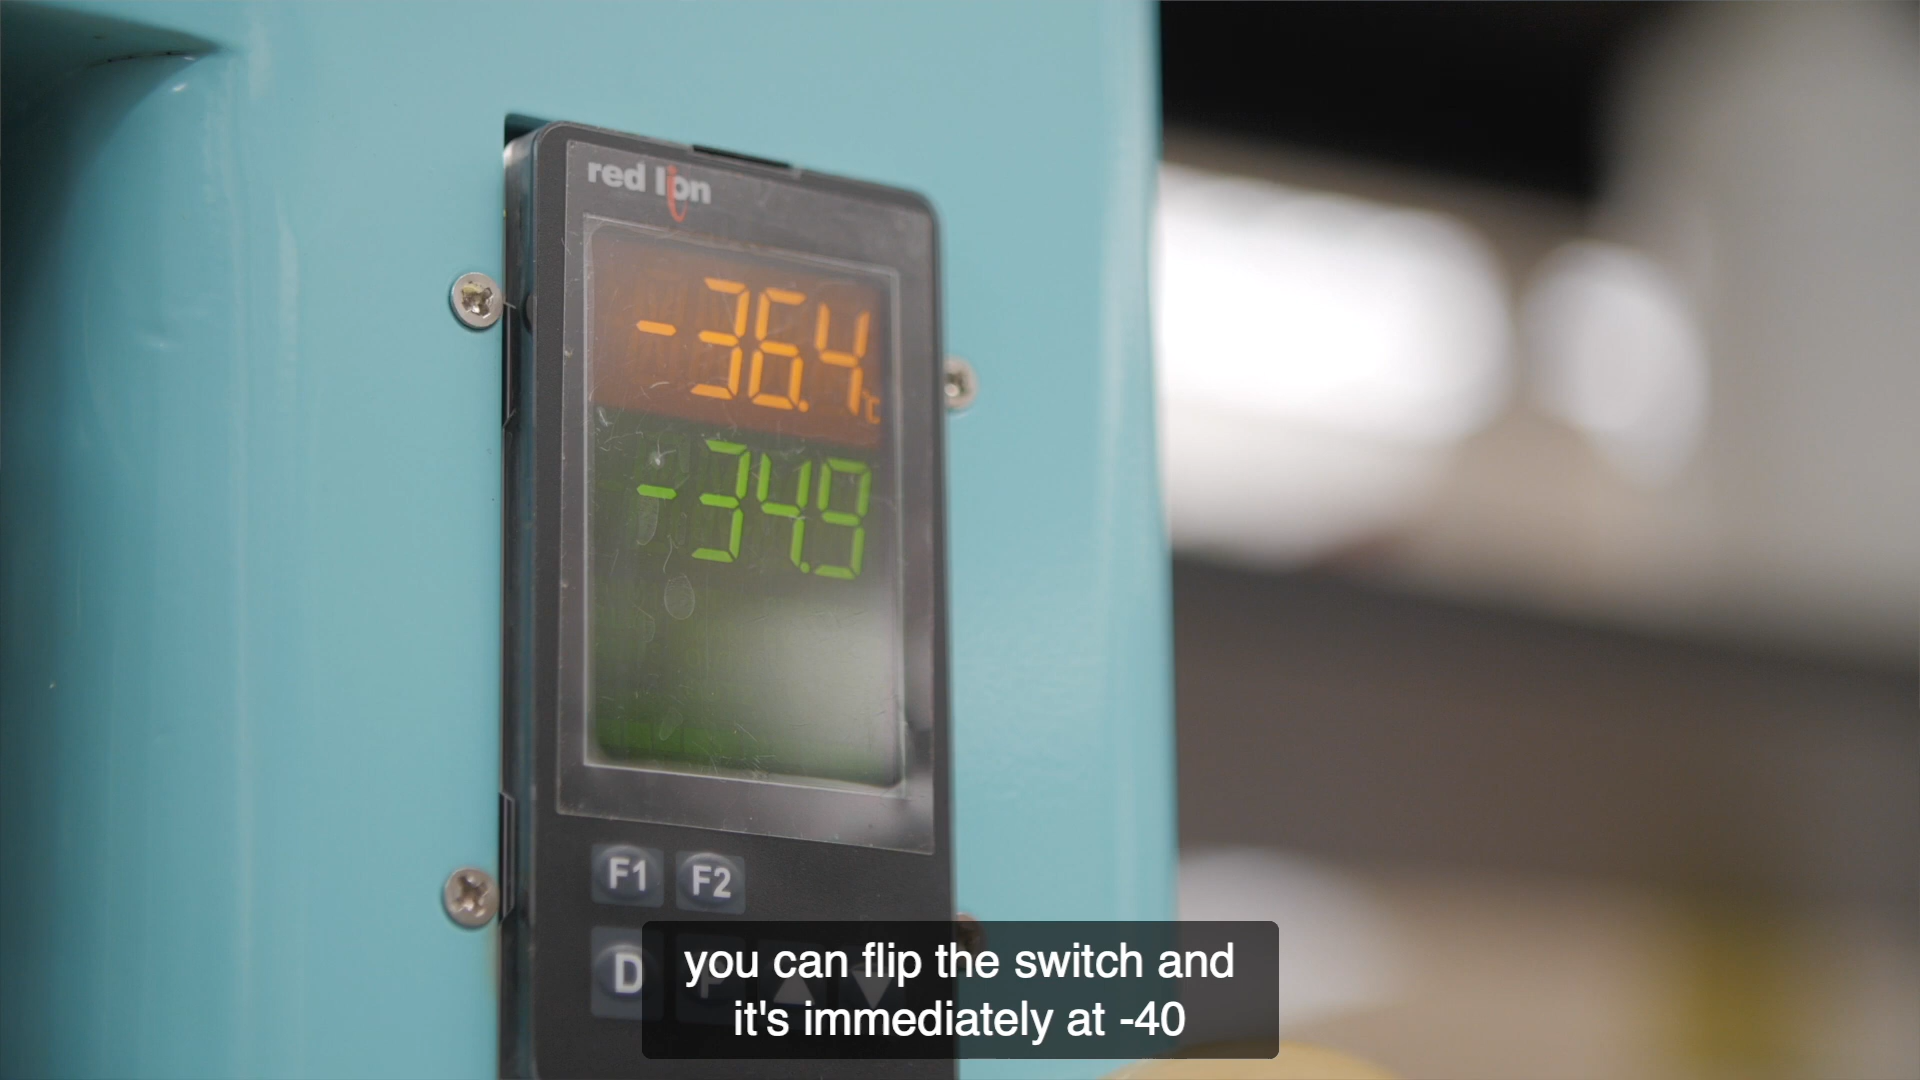 red lion
-36.4°C
-34.9
F1 F2
D P
you can flip the switch and
it's immediately at -40